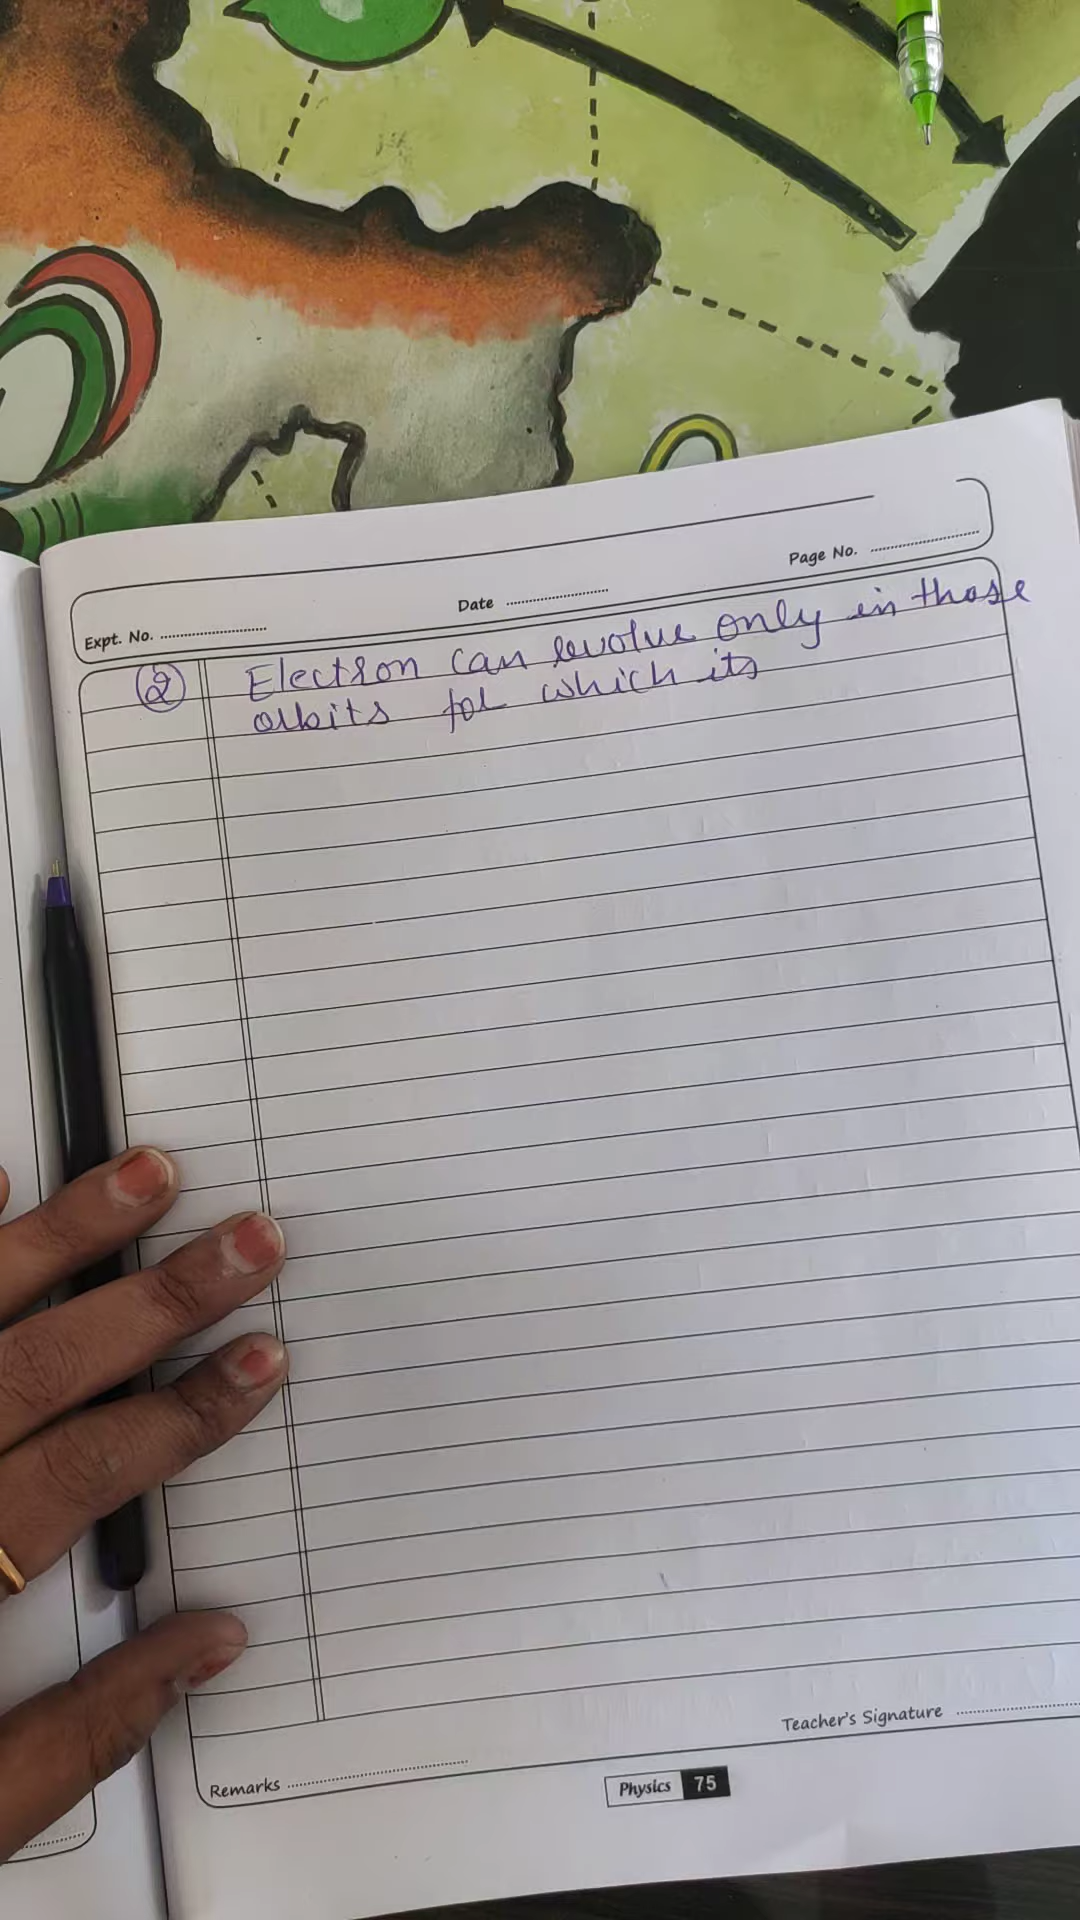 Page No.
Date
Expt. No.
② Electron can revolve only in those
orbits for which its
Teacher's Signature
Remarks
Physics 75